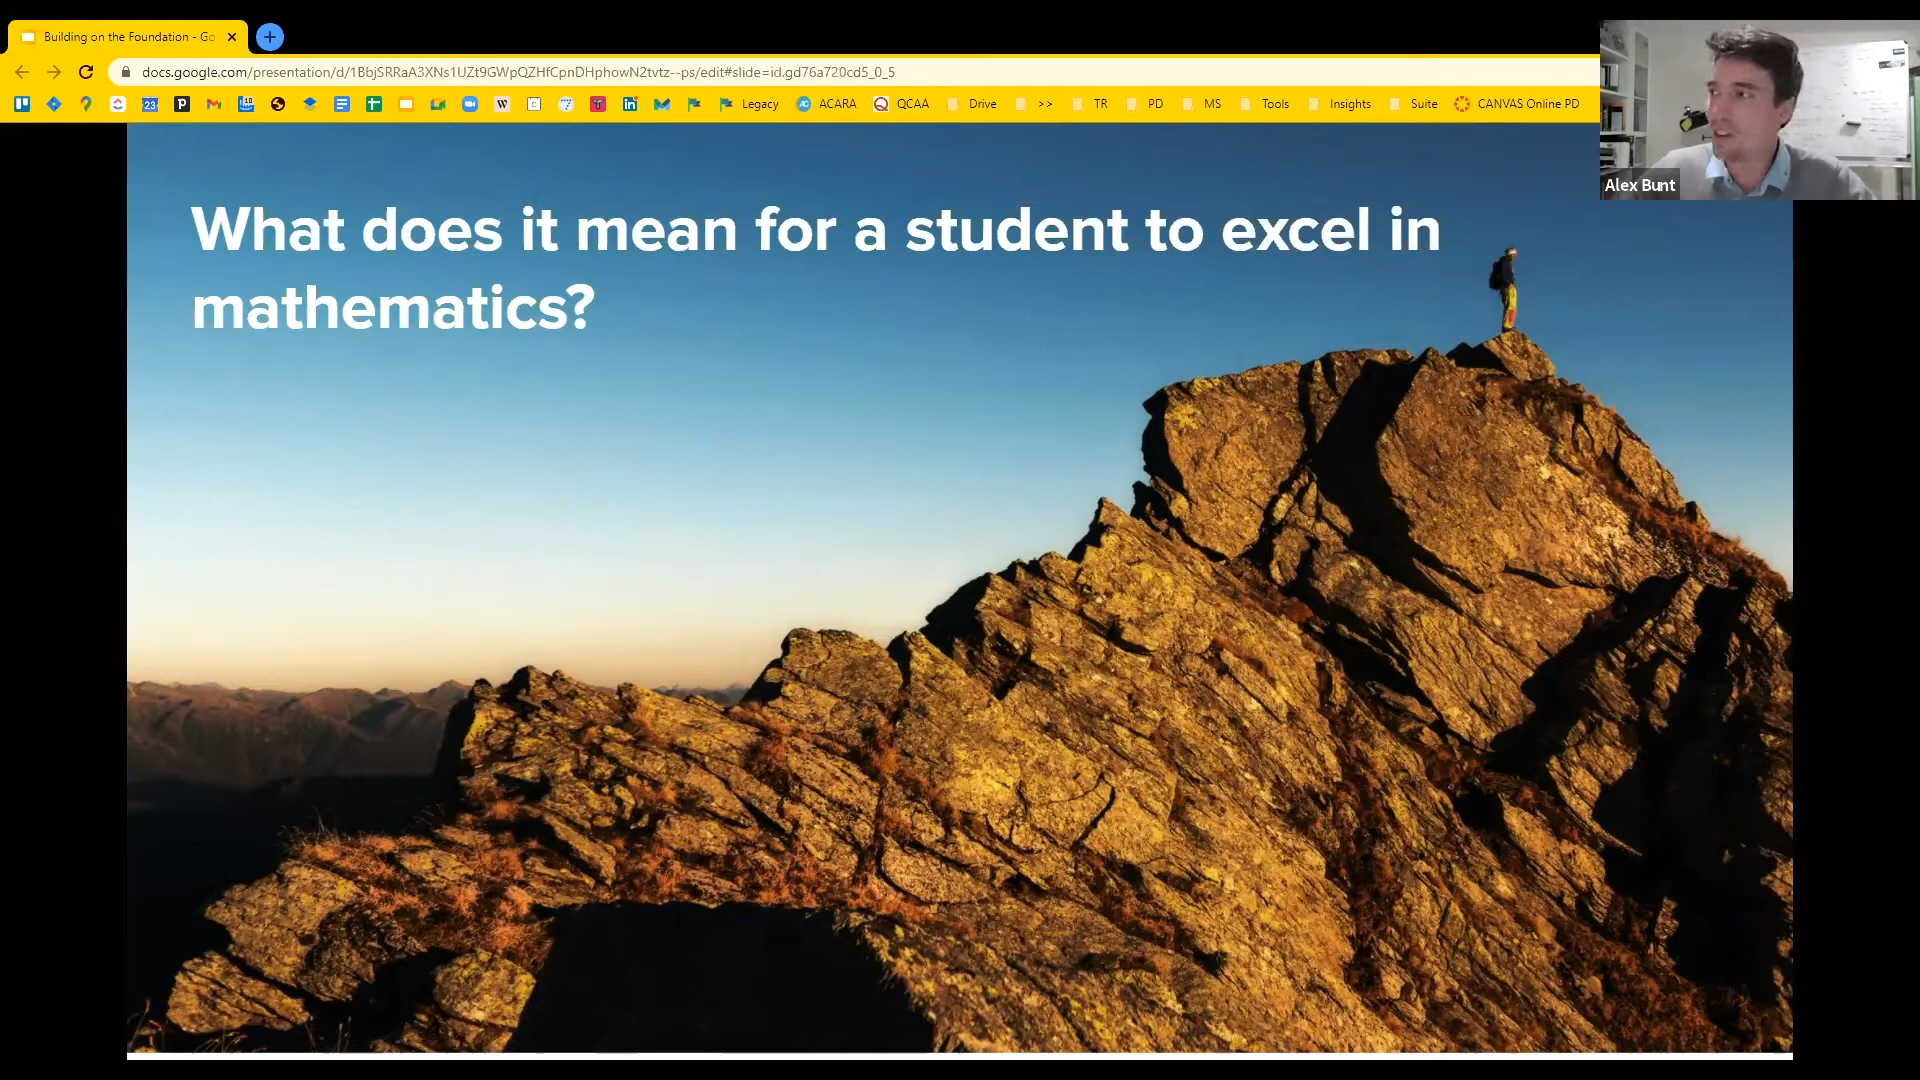 Building on the Foundation - Go
docs.google.com/presentation/d/1BbjSRRaA3XNs1UZt9GWpQZHfCpnDHphowN2tvtz--ps/edit#slide=id.gd76a720cd5_0_5
23 P 10 W C Legacy ACARA QCAA Drive >> TR PD MS Tools Insights Suite CANVAS Online PD
Alex Bunt
What does it mean for a student to excel in
mathematics?